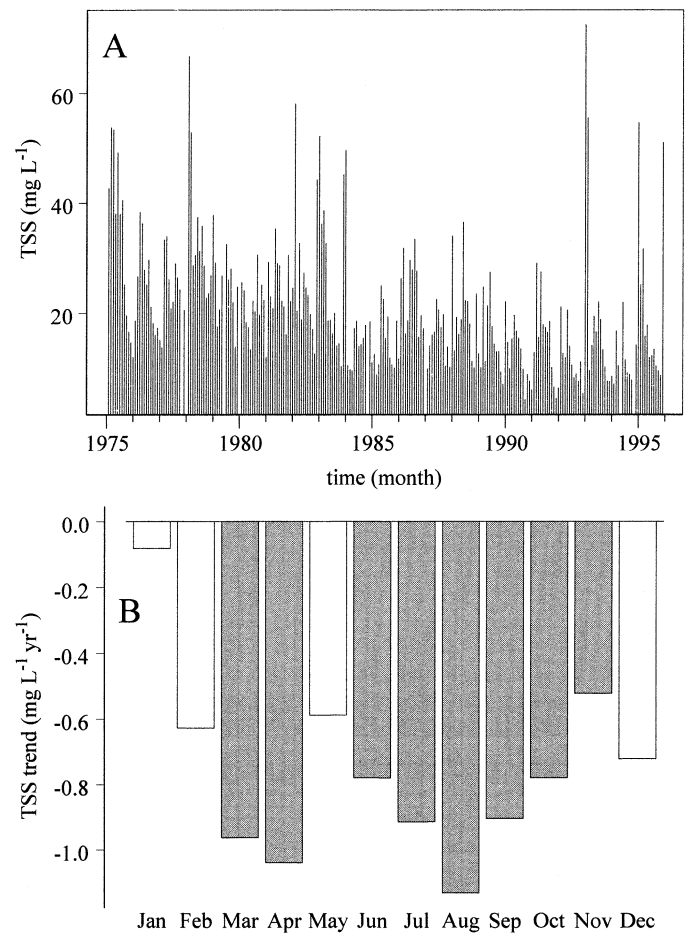 A
TSS (mg L-1)
60
40
20
1975 1980 1985 1990 1995
time (month)
B
TSS trend (mg L-1 yr-1)
0.0
-0.2
-0.4
-0.6
-0.8
-1.0
Jan Feb Mar Apr May Jun Jul Aug Sep Oct Nov Dec